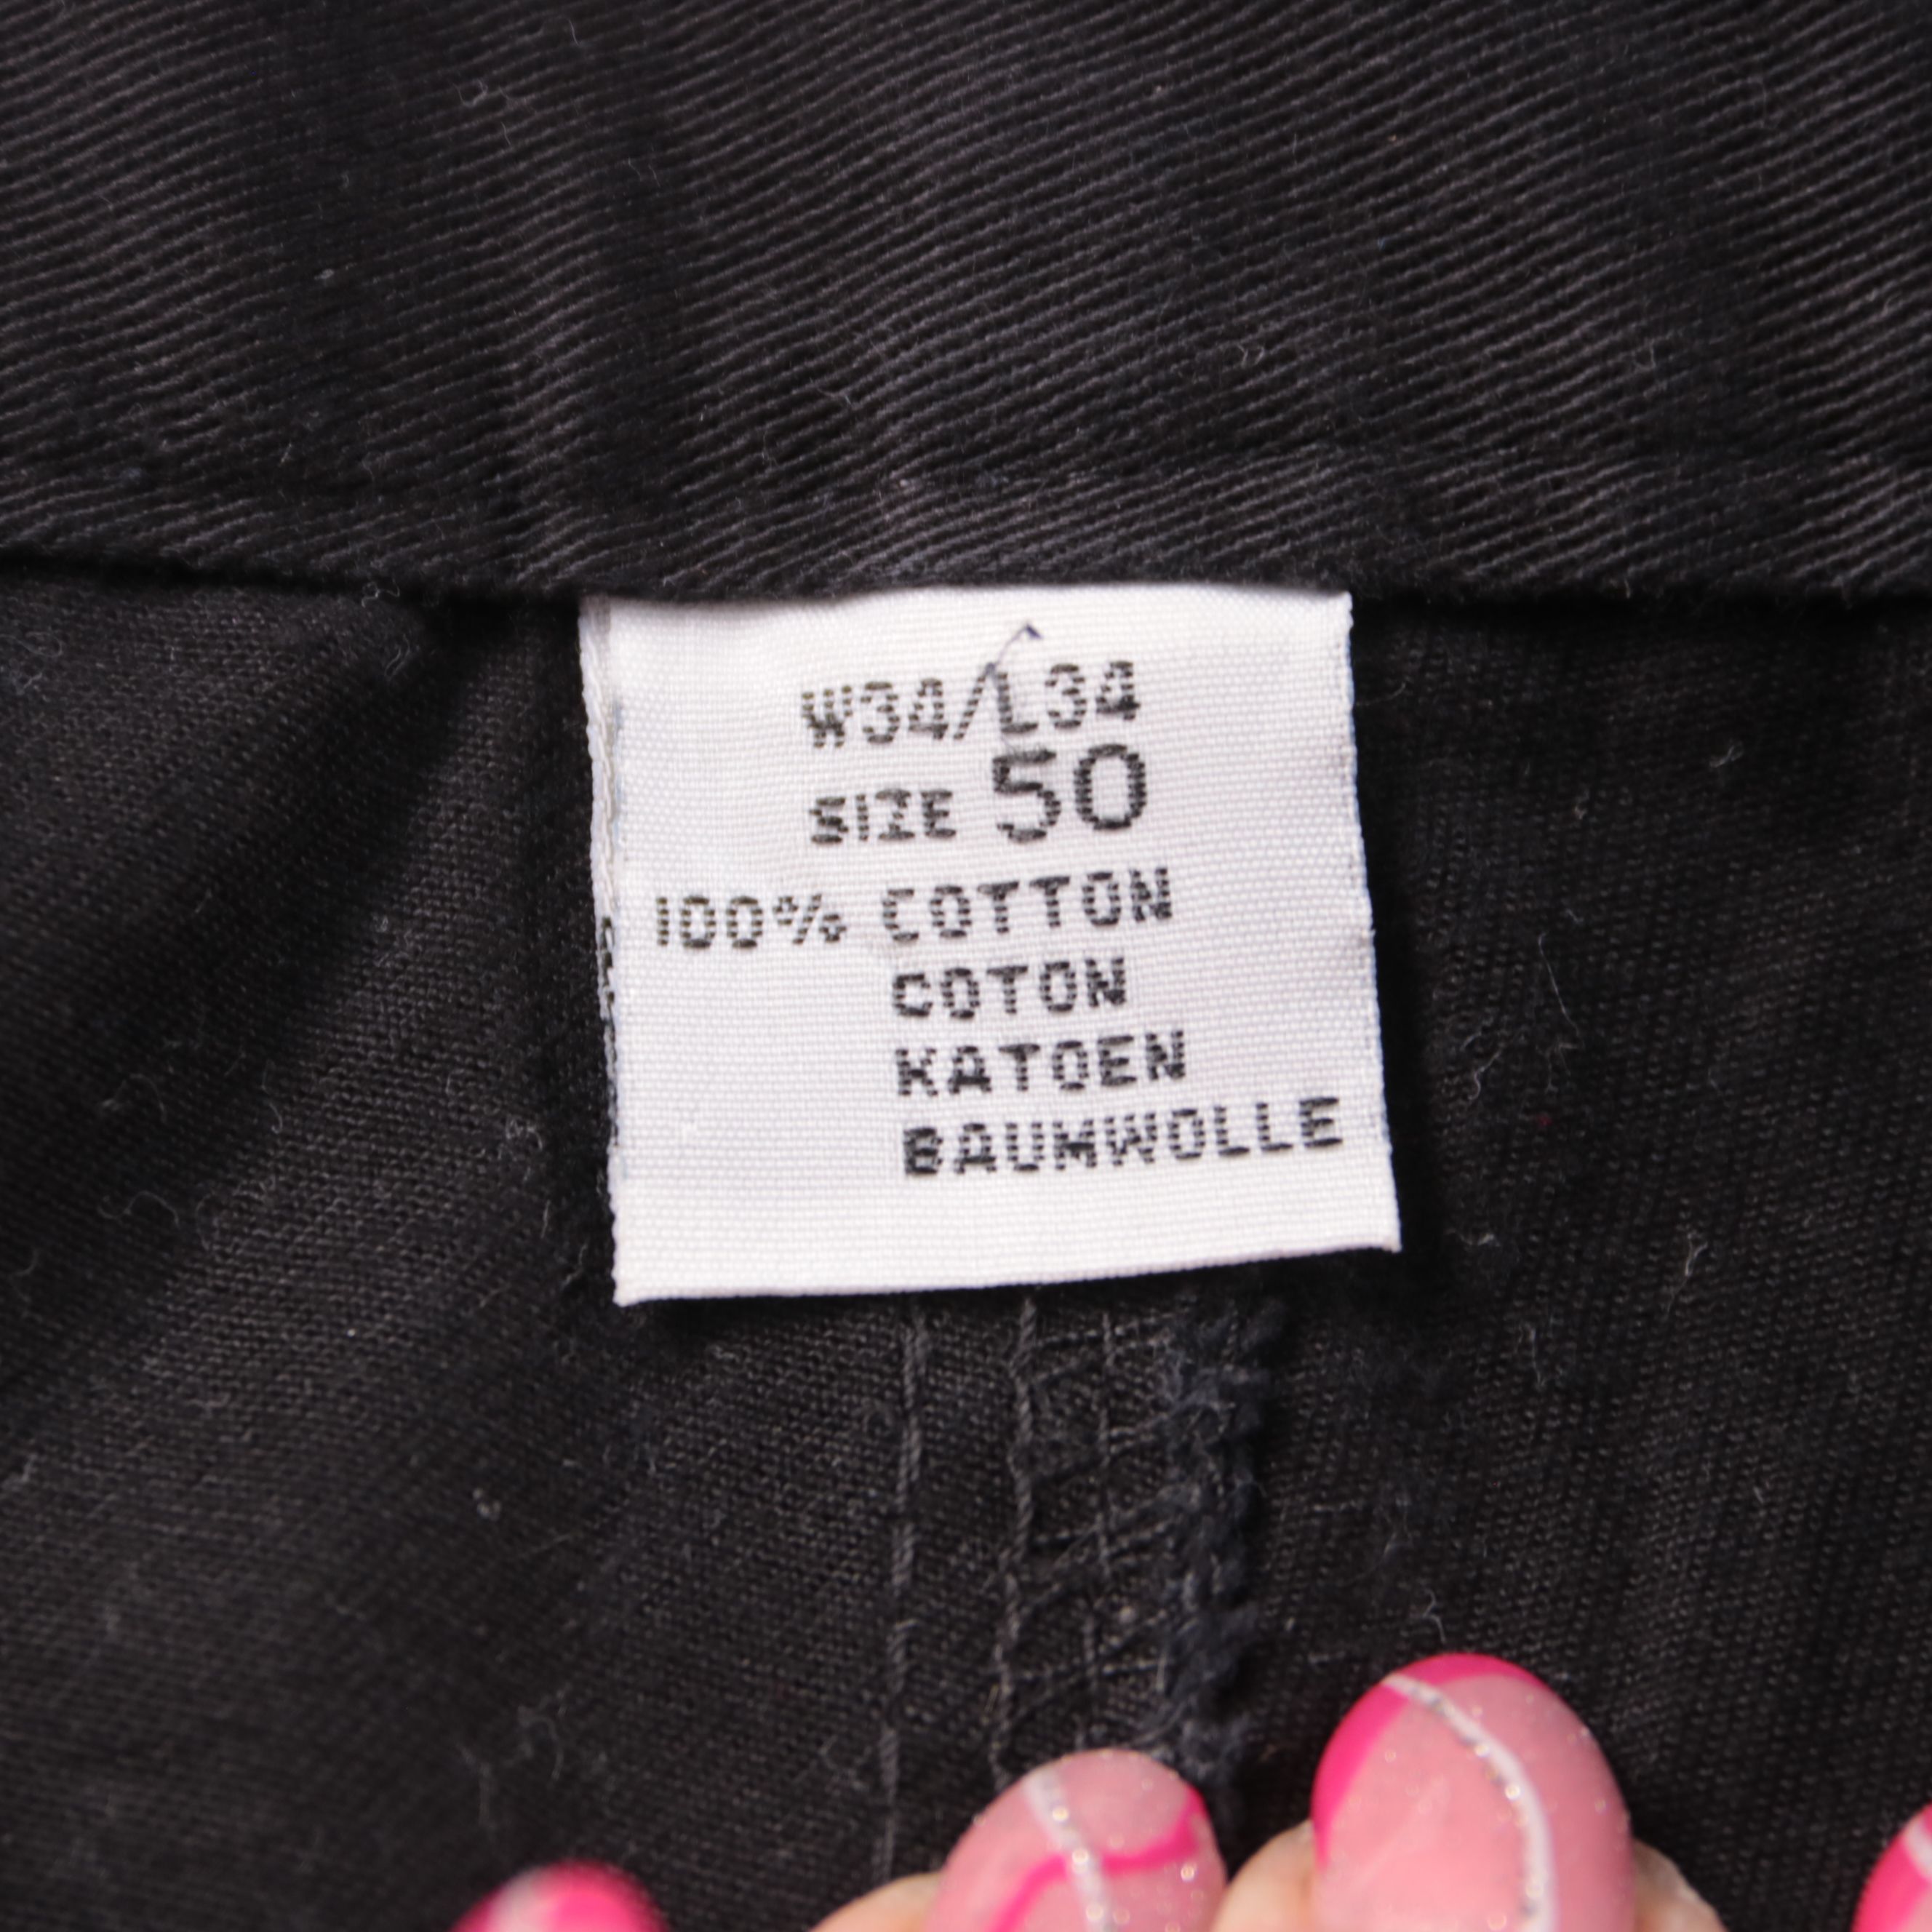 W34/L34
SIZE 50
100% COTTON
COTON
KATOEN
BAUMWOLLE